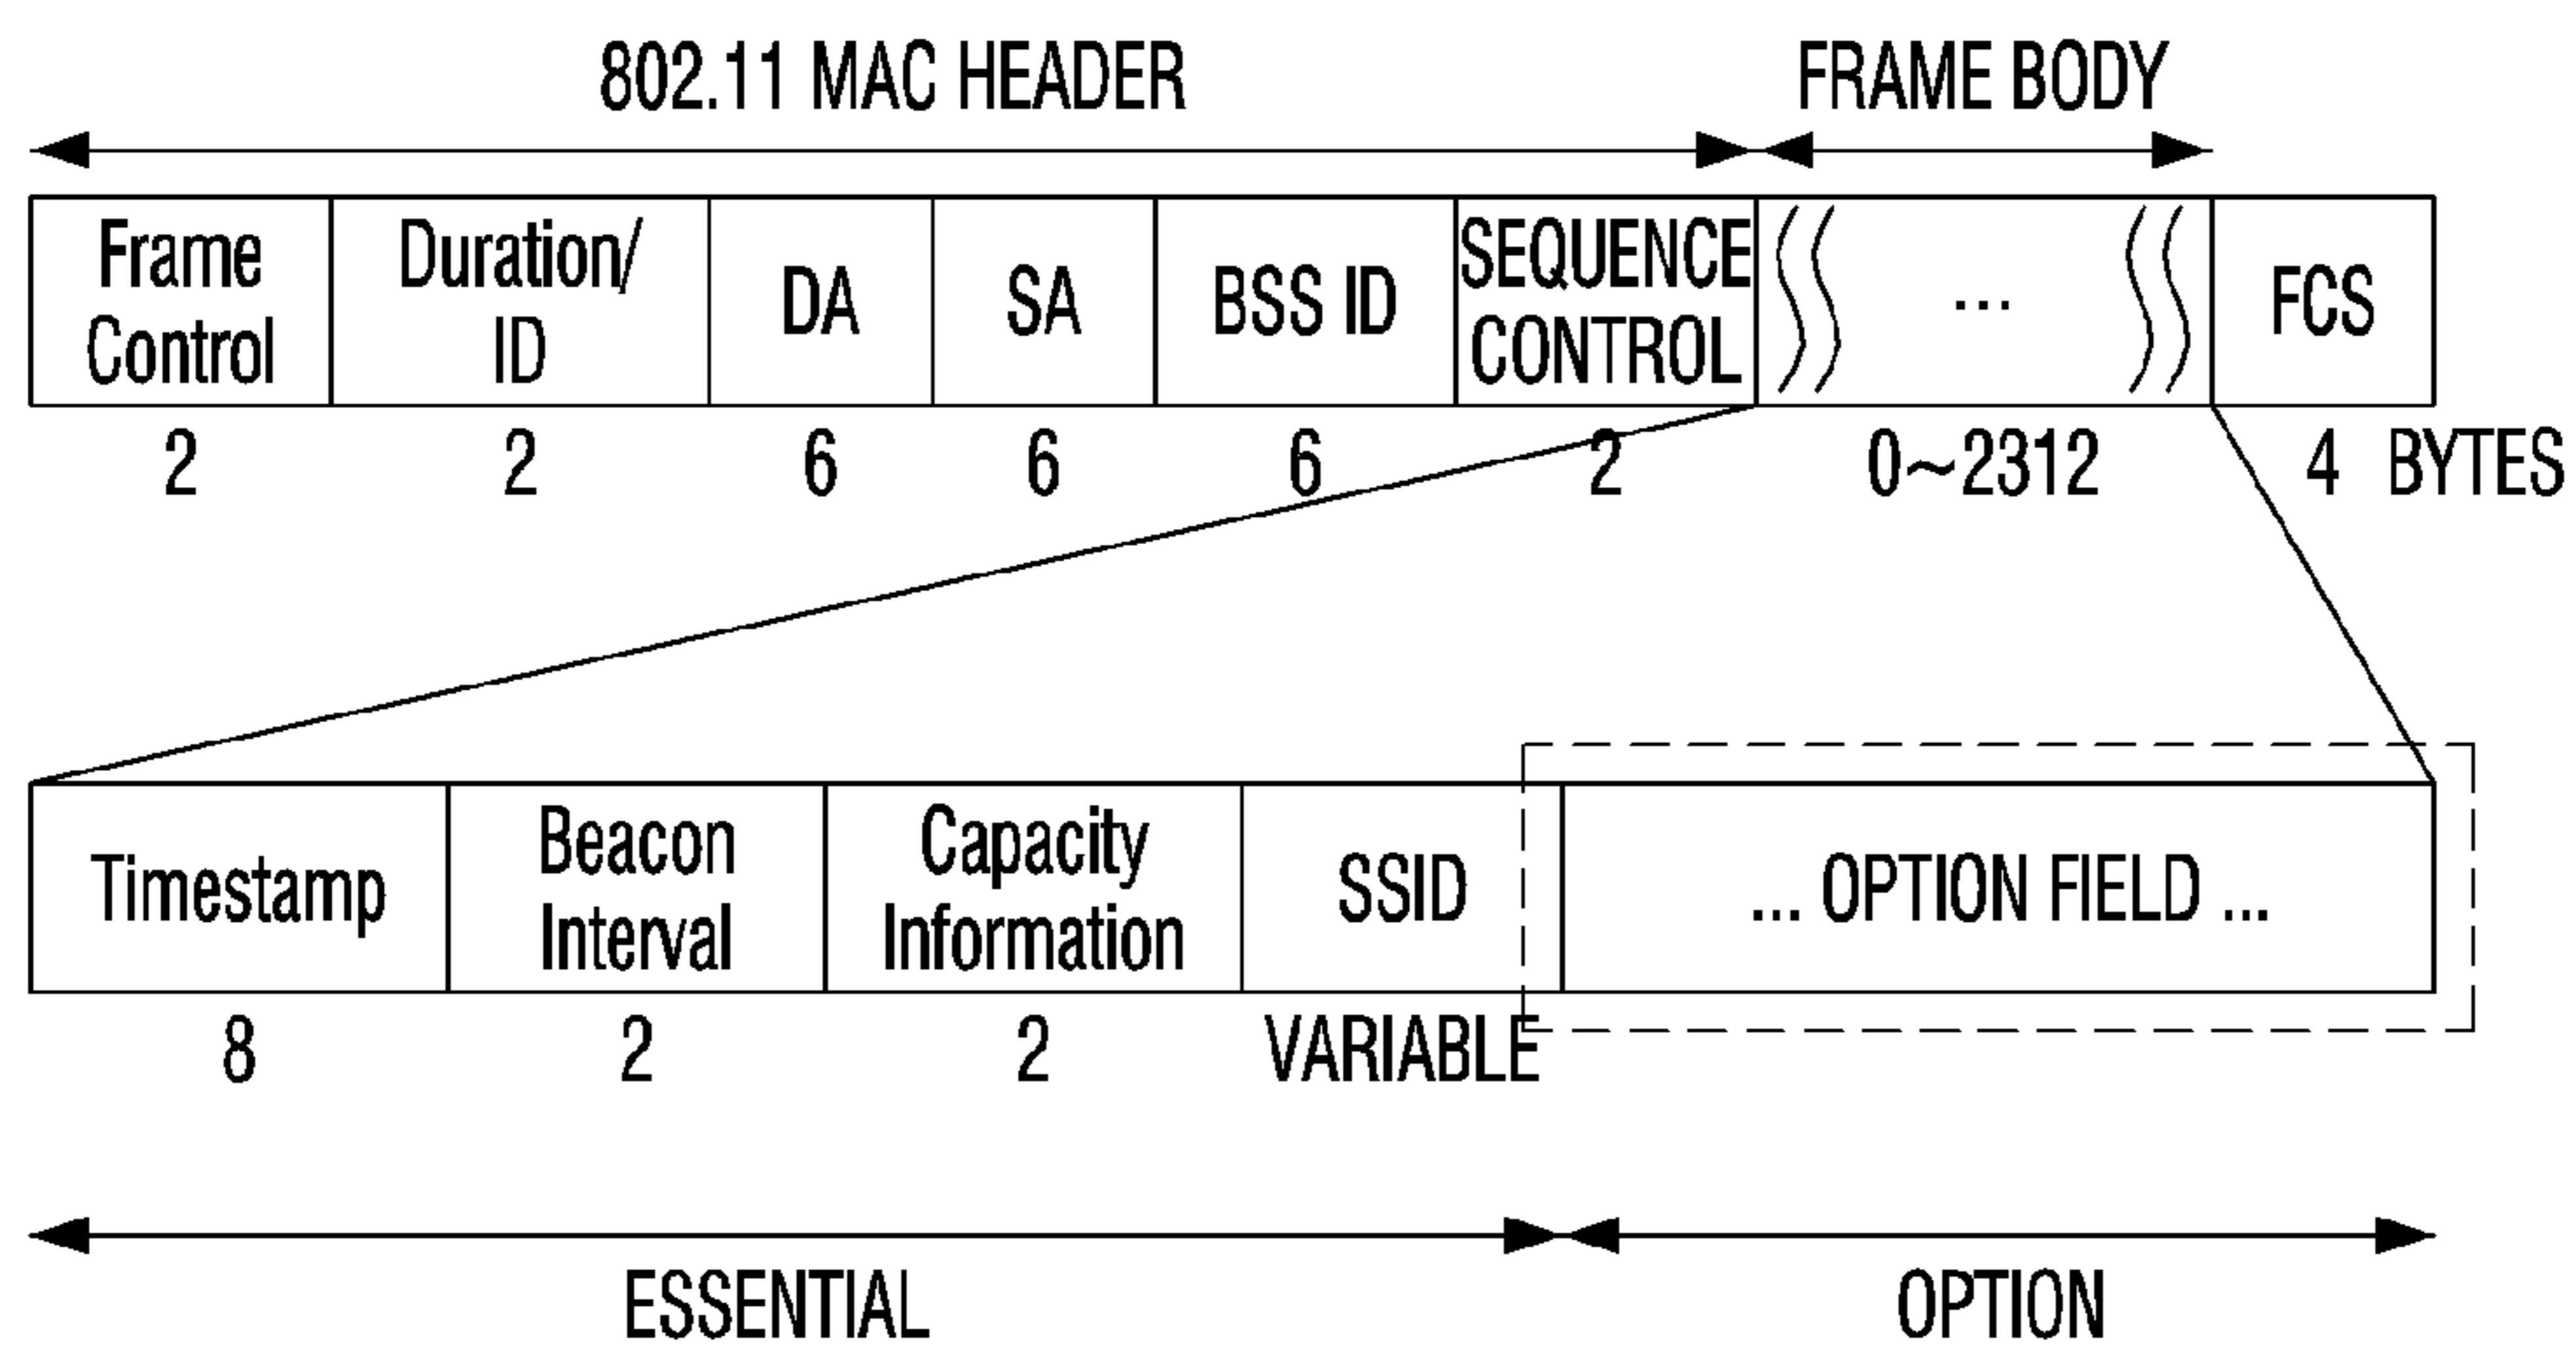 802.11 MAC HEADER FRAME BODY
Frame Control Duration/ ID DA SA BSS ID SEQUENCE CONTROL ... FCS
2 2 6 6 6 2 0~2312 4 BYTES
Timestamp Beacon Interval Capacity Information SSID ... OPTION FIELD ...
8 2 2 VARIABLE
ESSENTIAL OPTION